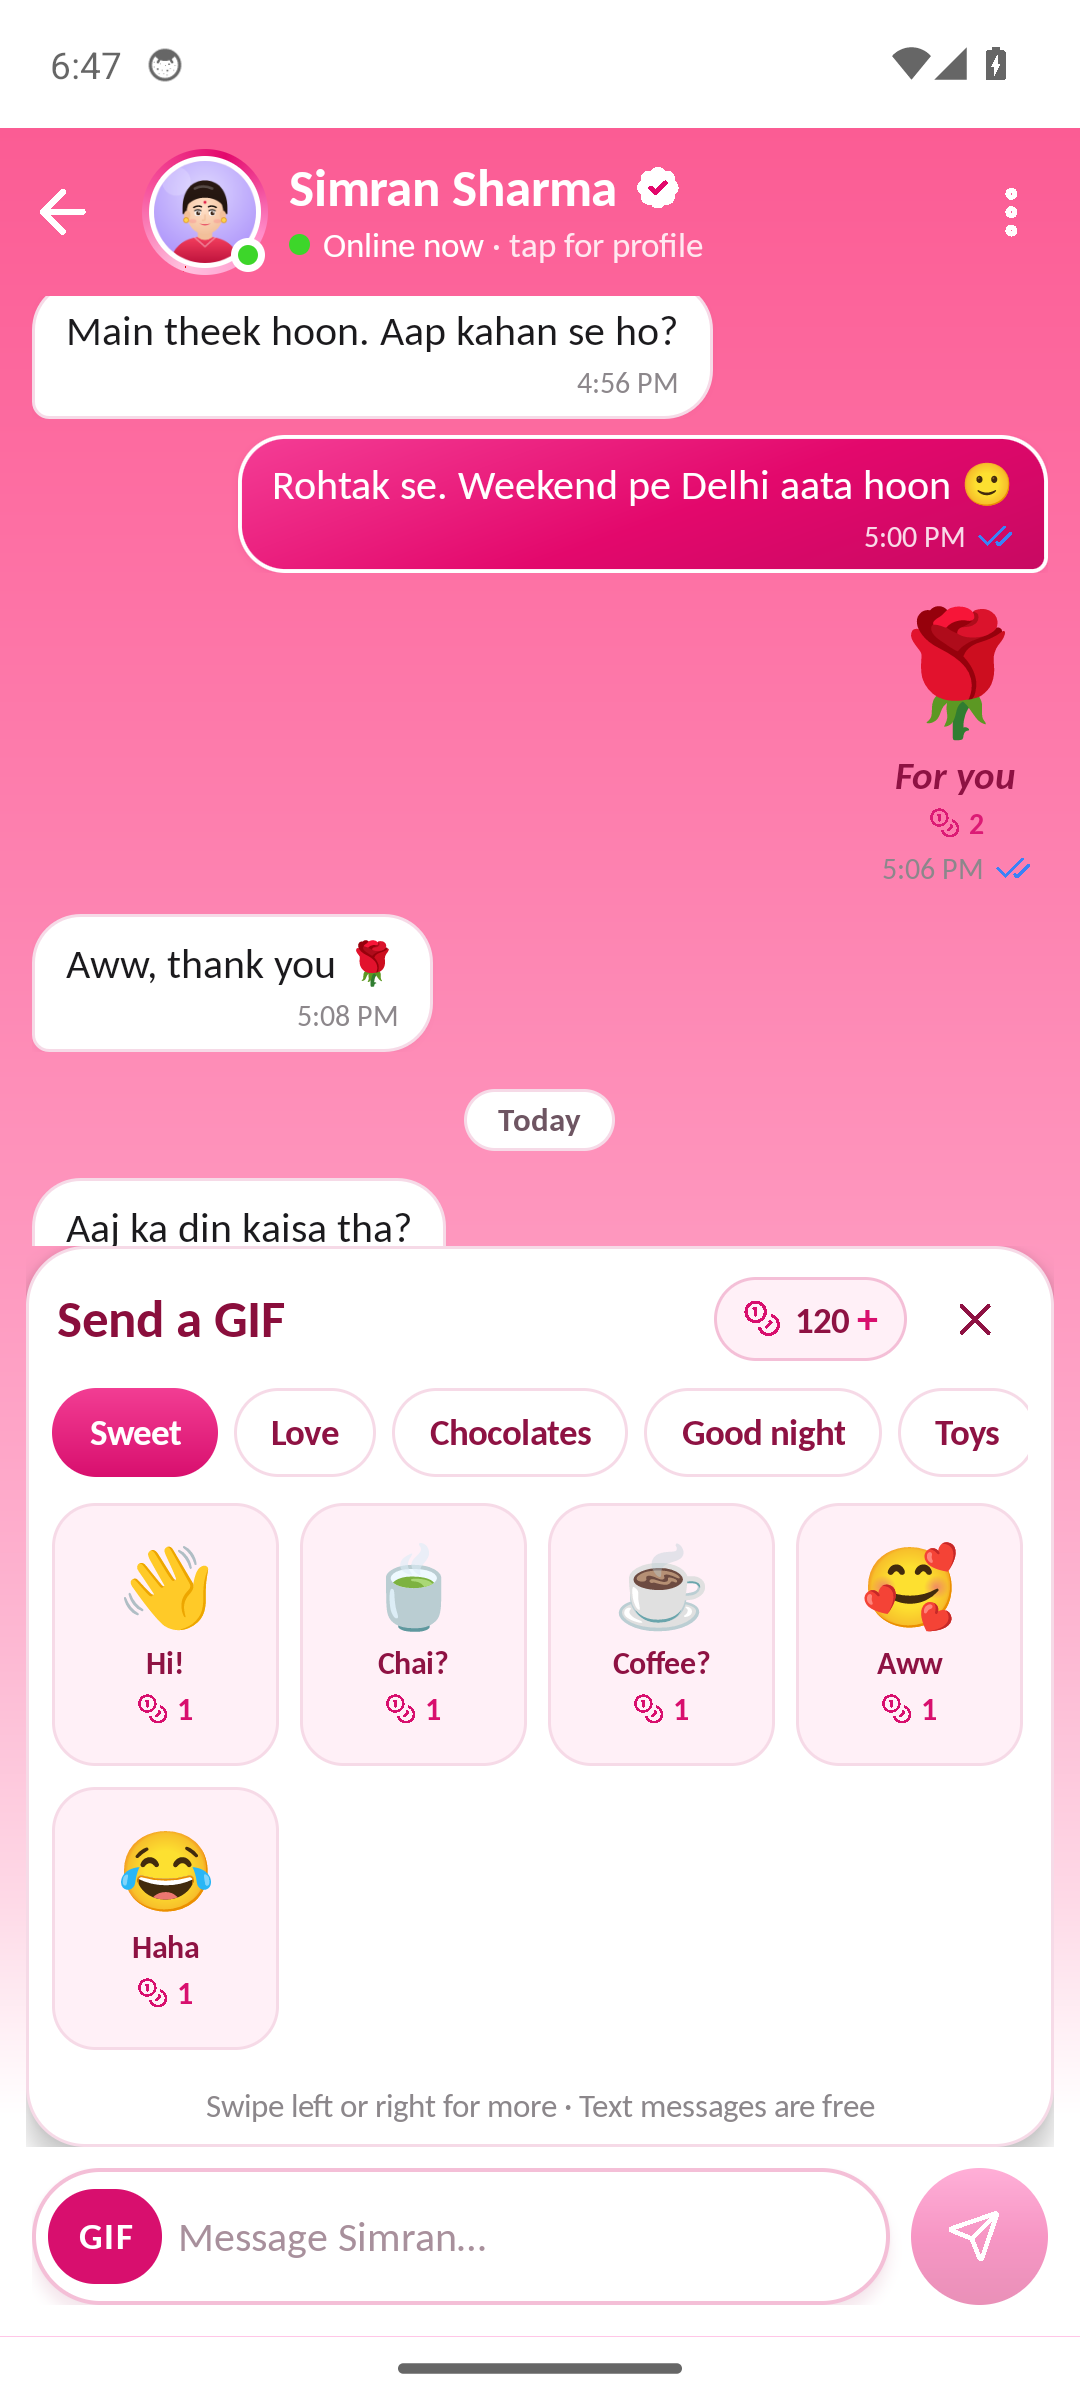 6:47
Simran Sharma
Online now · tap for profile
Main theek hoon. Aap kahan se ho?
4:56 PM
Rohtak se. Weekend pe Delhi aata hoon 🙂
5:00 PM
For you
2
5:06 PM
Aww, thank you 🌹
5:08 PM
Today
Aaj ka din kaisa tha?
Send a GIF
120 +
Sweet Love Chocolates Good night Toys
Hi! Chai? Coffee? Aww
1 1 1 1
Haha
1
Swipe left or right for more · Text messages are free
GIF Message Simran...